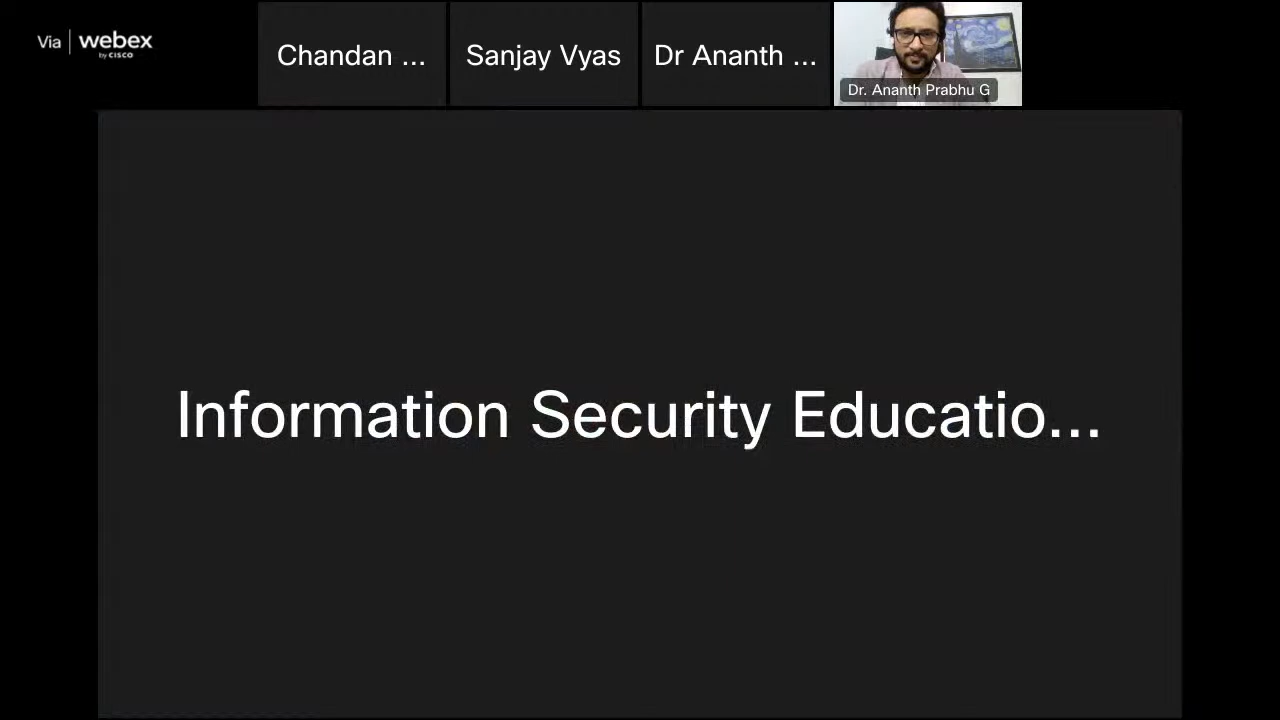 Via webex
by CISCO
Chandan ...
Sanjay Vyas
Dr Ananth ...
Dr. Ananth Prabhu G
Information Security Educatio...